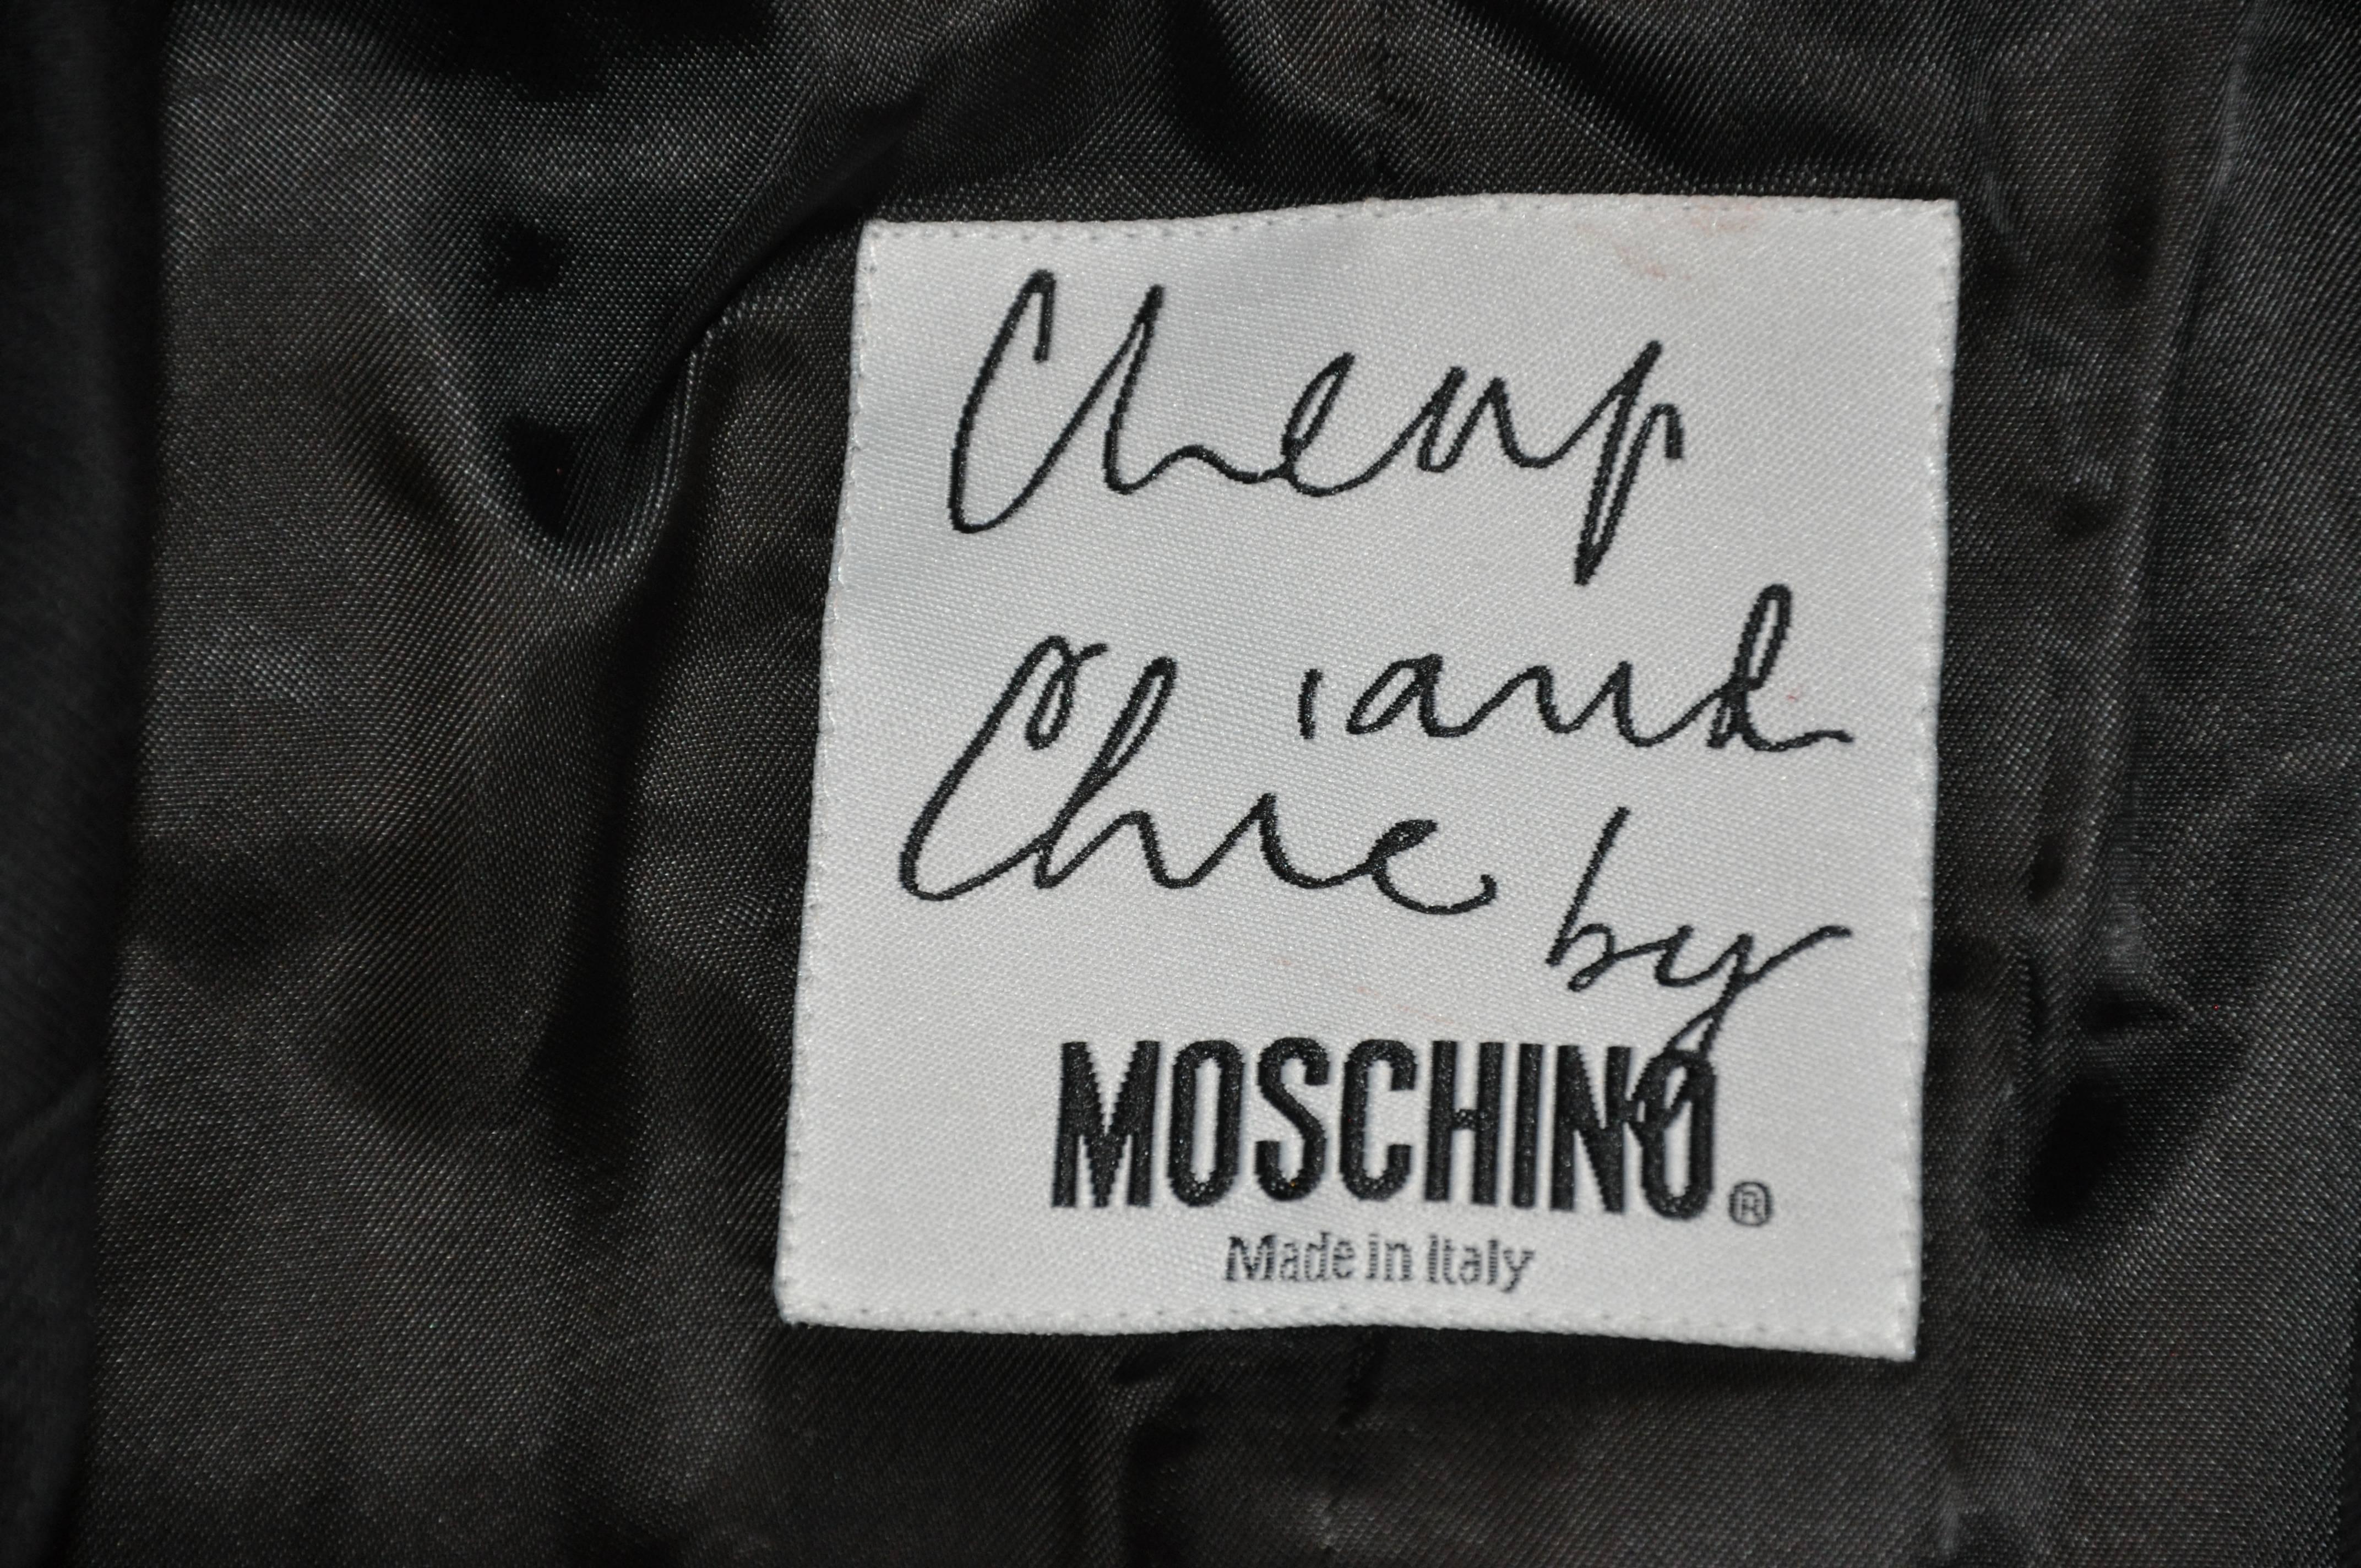 Cheap
and
Chic by
MOSCHINO®
Made in Italy